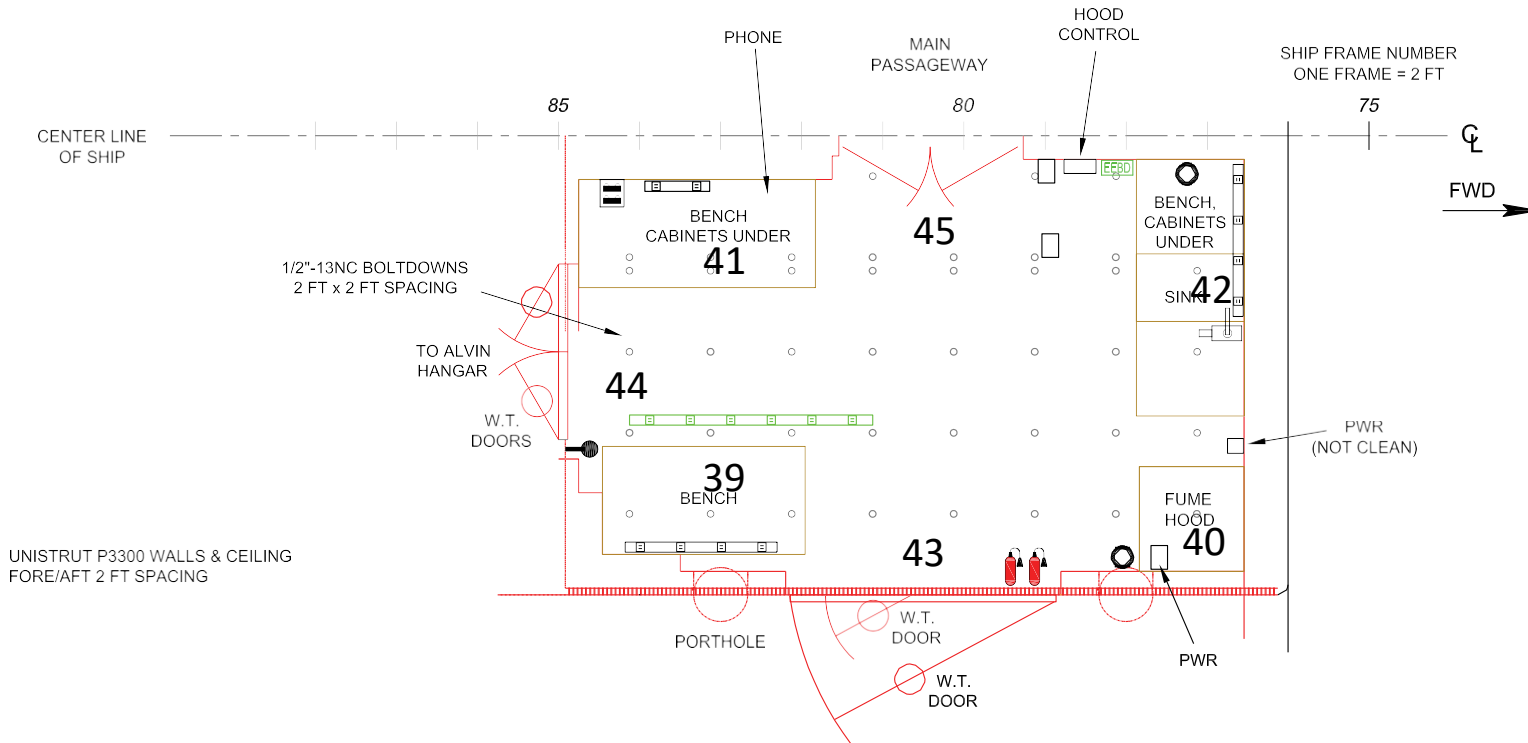 HOOD
CONTROL
PHONE
MAIN
PASSAGEWAY
SHIP FRAME NUMBER
ONE FRAME = 2 FT
85
80
75
CENTER LINE
OF SHIP
CL
EEBD
FWD
BENCH
CABINETS UNDER
41
45
BENCH,
CABINETS
UNDER
SINK
42
1/2"-13NC BOLTDOWNS
2 FT x 2 FT SPACING
TO ALVIN
HANGAR
44
W.T.
DOORS
PWR
(NOT CLEAN)
39
BENCH
FUME
HOOD
40
43
UNISTRUT P3300 WALLS & CEILING
FORE/AFT 2 FT SPACING
PORTHOLE
W.T.
DOOR
PWR
W.T.
DOOR